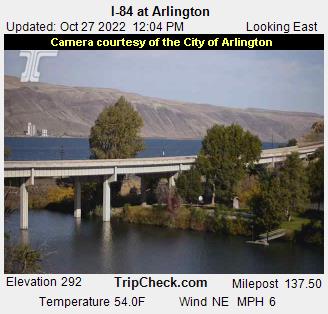 I-84 at Arlington
Updated: Oct 27 2022 12:04 PM Looking East
Camera courtesy of the City of Arlington
Elevation 292 TripCheck.com Milepost 137.50
Temperature 54.0F Wind NE MPH 6